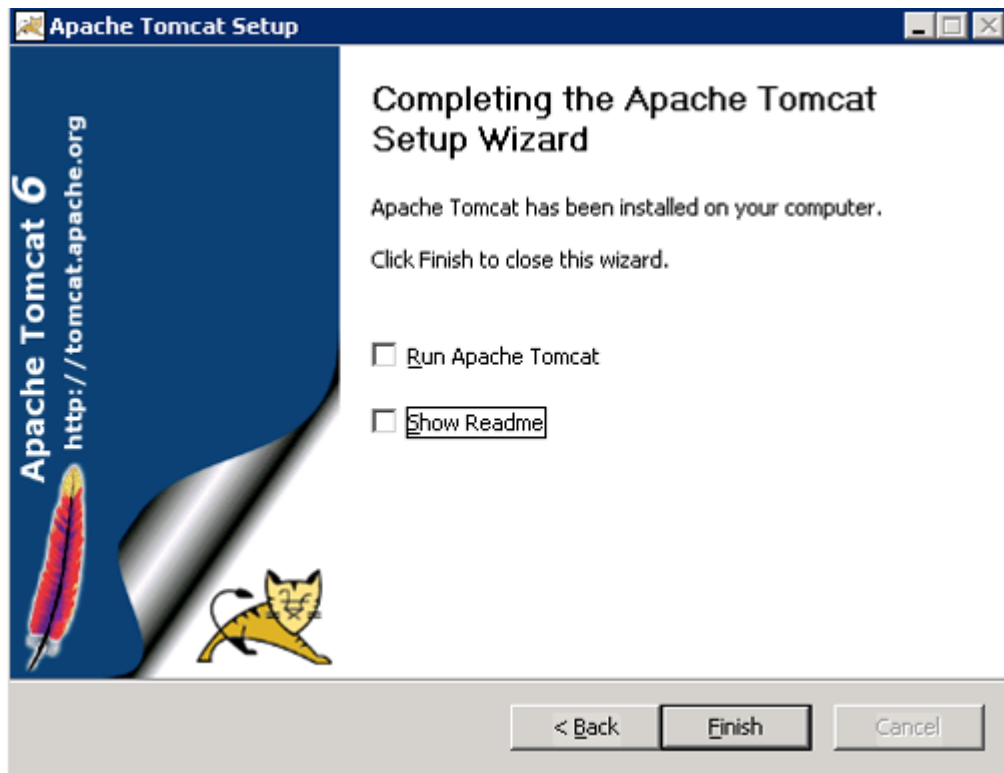 Apache Tomcat Setup
Apache Tomcat 6
http://tomcat.apache.org
Completing the Apache Tomcat
Setup Wizard
Apache Tomcat has been installed on your computer.
Click Finish to close this wizard.
Run Apache Tomcat
Show Readme
< Back
Finish
Cancel